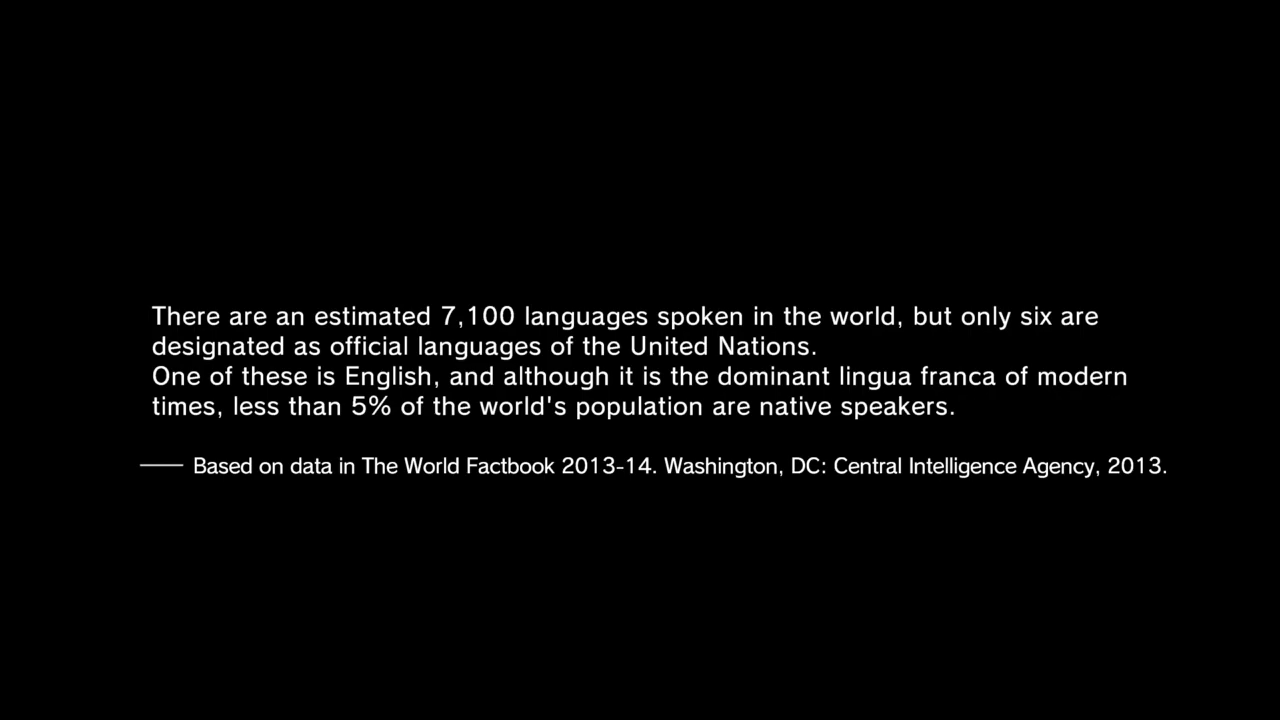 There are an estimated 7,100 languages spoken in the world, but only six are
designated as official languages of the United Nations.
One of these is English, and although it is the dominant lingua franca of modern
times, less than 5% of the world's population are native speakers.
—— Based on data in The World Factbook 2013-14. Washington, DC: Central Intelligence Agency, 2013.